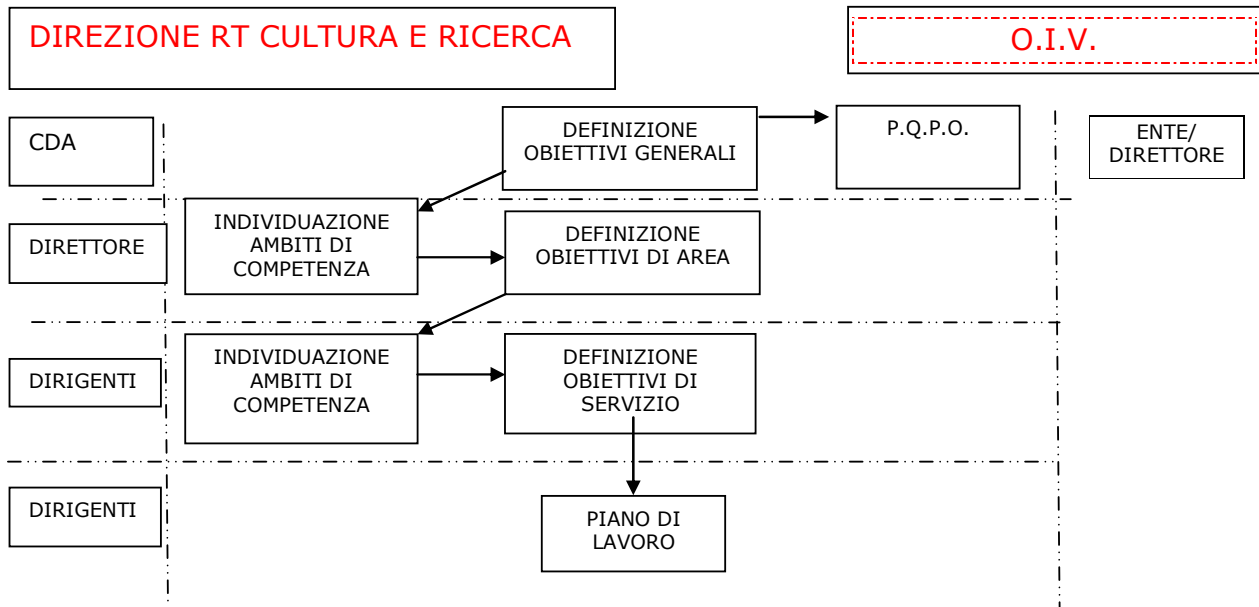 DIREZIONE RT CULTURA E RICERCA
O.I.V.
CDA
DEFINIZIONE
OBIETTIVI GENERALI
P.Q.P.O.
ENTE/
DIRETTORE
DIRETTORE
INDIVIDUAZIONE
AMBITI DI
COMPETENZA
DEFINIZIONE
OBIETTIVI DI AREA
DIRIGENTI
INDIVIDUAZIONE
AMBITI DI
COMPETENZA
DEFINIZIONE
OBIETTIVI DI
SERVIZIO
DIRIGENTI
PIANO DI
LAVORO